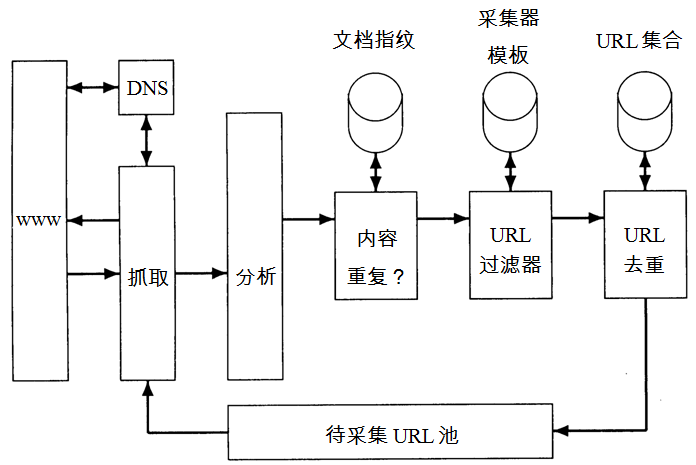 文档指纹
采集器
模板
URL 集合
DNS
WWW
抓取
分析
内容
重复？
URL
过滤器
URL
去重
待采集 URL 池